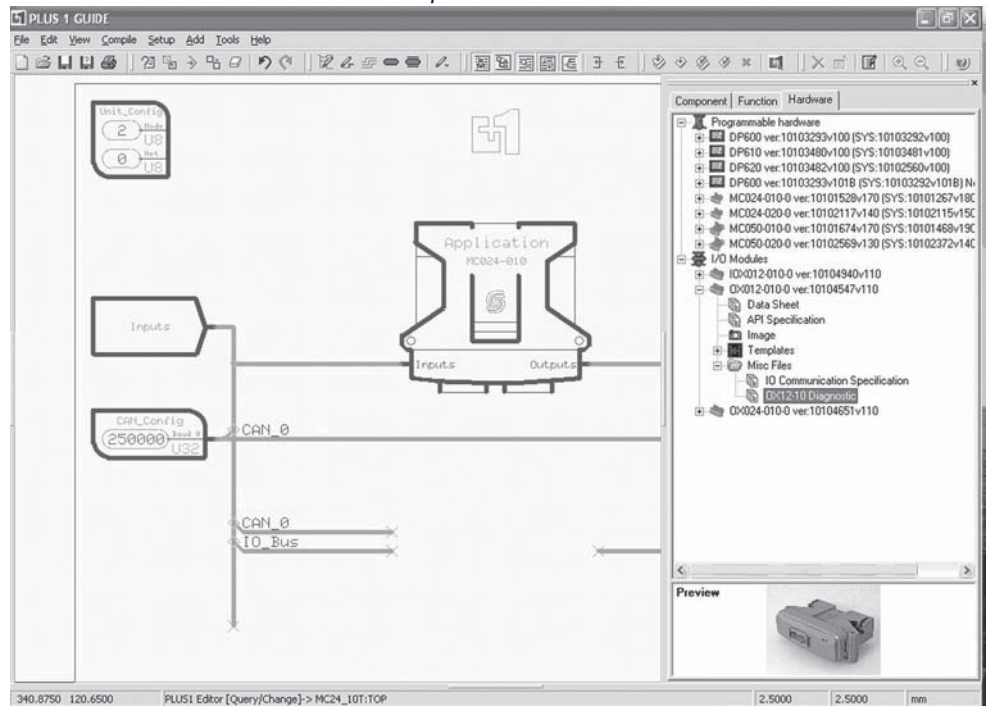 PLUS 1 GUIDE
File Edit View Compile Setup Add Tools Help
Component Function Hardware
Programmable hardware
DP600 ver:10103293v100 (SYS:10103292v100)
DP610 ver:10103480v100 (SYS:10103481v100)
DP620 ver:10103482v100 (SYS:10102560v100)
DP600 ver:10103293v101B (SYS:10103292v101B)
MC024-010-0 ver:10101528v170 (SYS:10101267v18
MC024-020-0 ver:10102117v140 (SYS:10102115v15
MC050-010-0 ver:10101674v170 (SYS:10101468v19
MC050-020-0 ver:10102569v130 (SYS:10102372v14
I/O Modules
IOX012-010-0 ver:10104940v110
OX012-010-0 ver:10104547v110
Data Sheet
API Specification
Image
Templates
Misc Files
IO Communication Specification
OX12-10 Diagnostic
OX024-010-0 ver:10104651v110
Preview
Unit_Config
2 Node
U8
0 Net
U8
Application
MC024-010
Inputs
Inputs Outputs
CAN_Config
250000 Baud 0
U32
CAN_0
CAN_0
IO_Bus
340.8750 120.6500 PLUS1 Editor [Query/Change]-> MC24_10T:TOP 2.5000 2.5000 mm